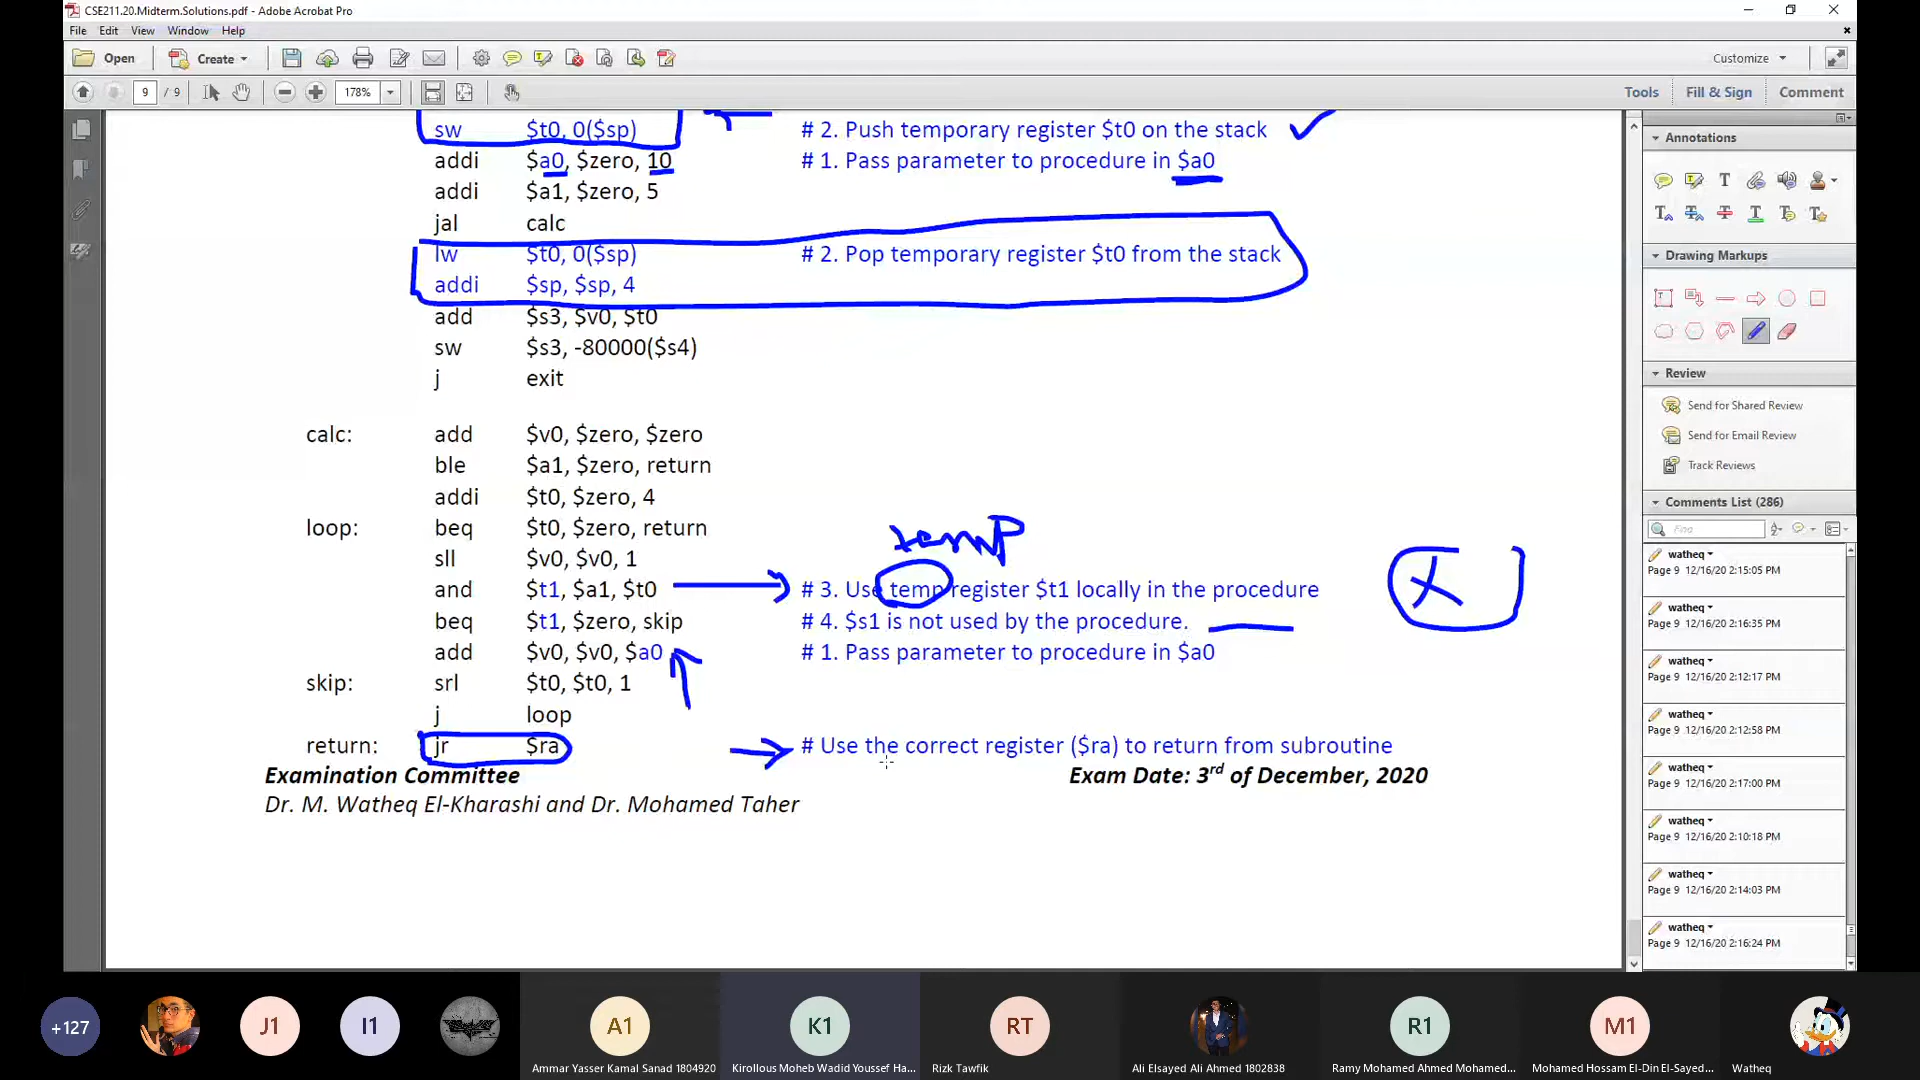 CSE211.20.Midterm.Solutions.pdf - Adobe Acrobat Pro
File Edit View Window Help
Open Create Customize
9 / 9 178% Tools Fill & Sign Comment
sw $t0, 0($sp) # 2. Push temporary register $t0 on the stack
addi $a0, $zero, 10 # 1. Pass parameter to procedure in $a0
addi $a1, $zero, 5
jal calc
lw $t0, 0($sp) # 2. Pop temporary register $t0 from the stack
addi $sp, $sp, 4
add $s3, $v0, $t0
sw $s3, -80000($s4)
j exit
calc: add $v0, $zero, $zero
ble $a1, $zero, return
addi $t0, $zero, 4
loop: beq $t0, $zero, return
temp
sll $v0, $v0, 1
and $t1, $a1, $t0 # 3. Use temp register $t1 locally in the procedure
beq $t1, $zero, skip # 4. $s1 is not used by the procedure.
add $v0, $v0, $a0 # 1. Pass parameter to procedure in $a0
skip: srl $t0, $t0, 1
j loop
return: jr $ra # Use the correct register ($ra) to return from subroutine
Examination Committee Exam Date: 3rd of December, 2020
Dr. M. Watheq El-Kharashi and Dr. Mohamed Taher
Annotations
Drawing Markups
Review
Send for Shared Review
Send for Email Review
Track Reviews
Comments List (286)
Find
watheq
Page 9 12/16/20 2:15:05 PM
watheq
Page 9 12/16/20 2:16:35 PM
watheq
Page 9 12/16/20 2:12:17 PM
watheq
Page 9 12/16/20 2:12:58 PM
watheq
Page 9 12/16/20 2:17:00 PM
watheq
Page 9 12/16/20 2:10:18 PM
watheq
Page 9 12/16/20 2:14:03 PM
watheq
Page 9 12/16/20 2:16:24 PM
+127 J1 I1 A1 K1 RT R1 M1
Ammar Yasser Kamal Sanad 1804920 Kirollous Moheb Wadid Youssef Ha... Rizk Tawfik Ali Elsayed Ali Ahmed 1802838 Ramy Mohamed Ahmed Mohamed... Mohamed Hossam El-Din El-Sayed... Watheq